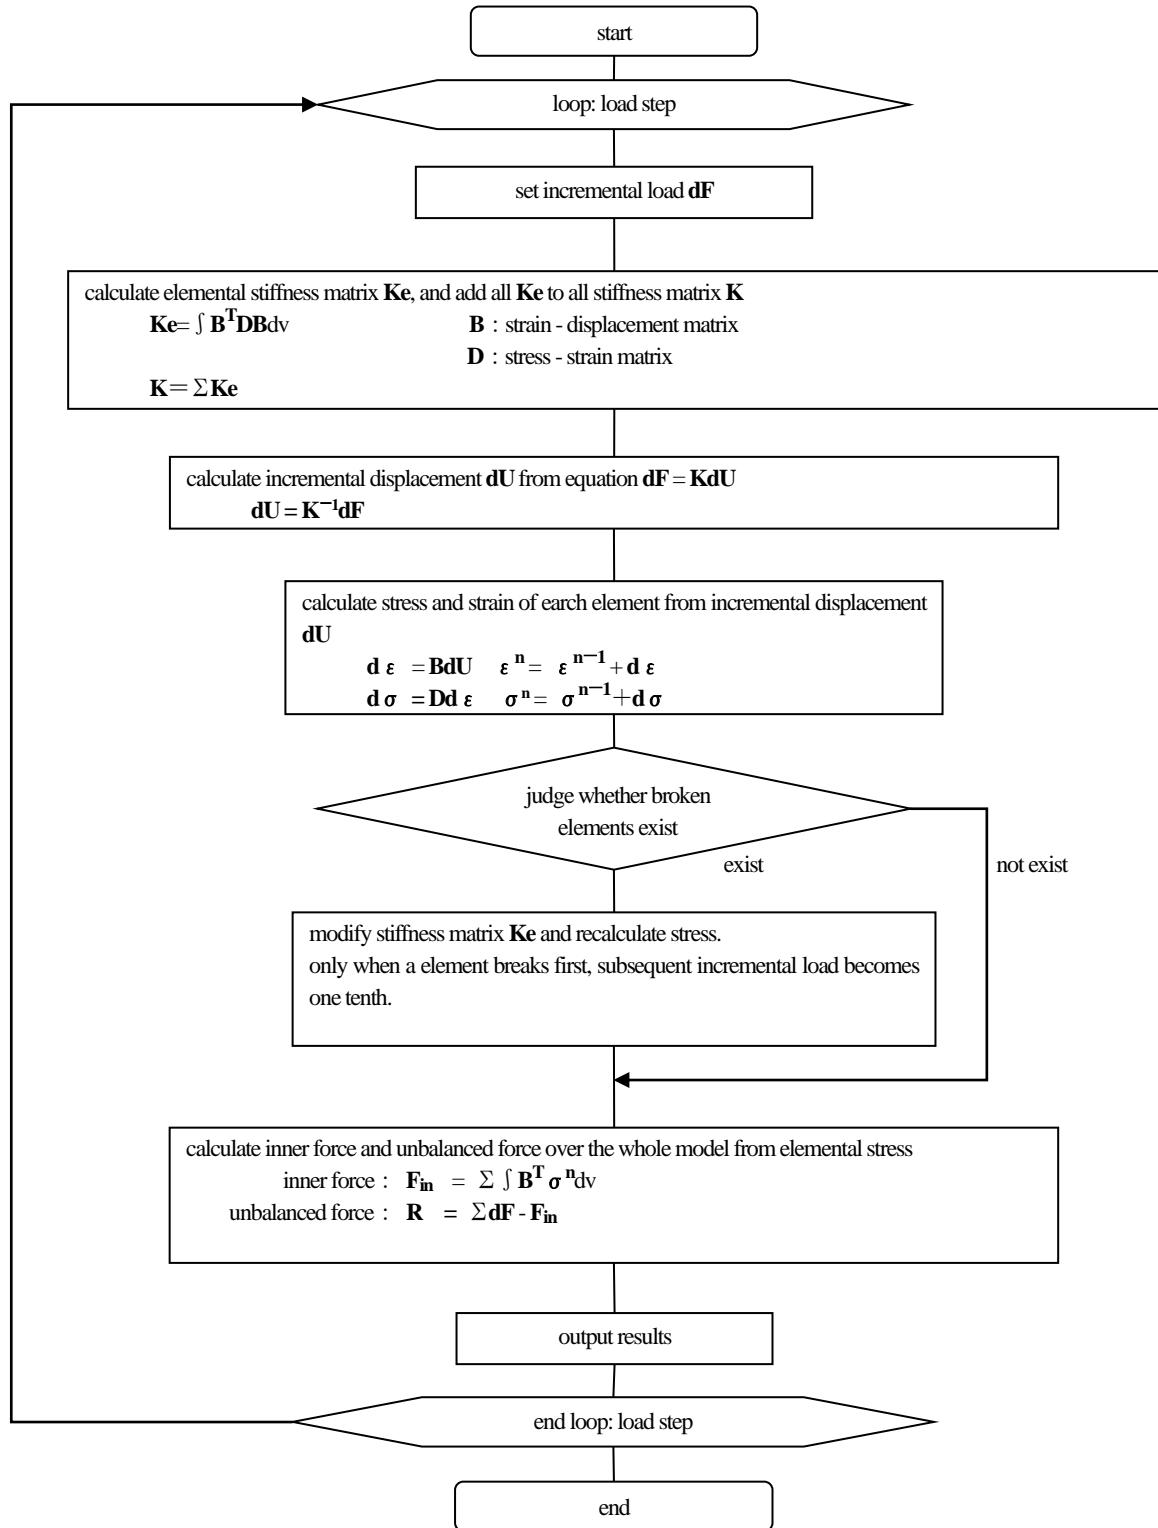 start
loop: load step
set incremental load dF
calculate elemental stiffness matrix Ke, and add all Ke to all stiffness matrix K
Ke=∫B^TDBdv B : strain - displacement matrix
D : stress - strain matrix
K=ΣKe
calculate incremental displacement dU from equation dF = KdU
dU = K^−1dF
calculate stress and strain of earch element from incremental displacement
dU
d ε = BdU ε^n = ε^n−1 + d ε
d σ = Dd ε σ^n = σ^n−1 + d σ
judge whether broken
elements exist
exist
not exist
modify stiffness matrix Ke and recalculate stress.
only when a element breaks first, subsequent incremental load becomes
one tenth.
calculate inner force and unbalanced force over the whole model from elemental stress
inner force : F_in = Σ∫B^T σ^n dv
unbalanced force : R = ΣdF - F_in
output results
end loop: load step
end